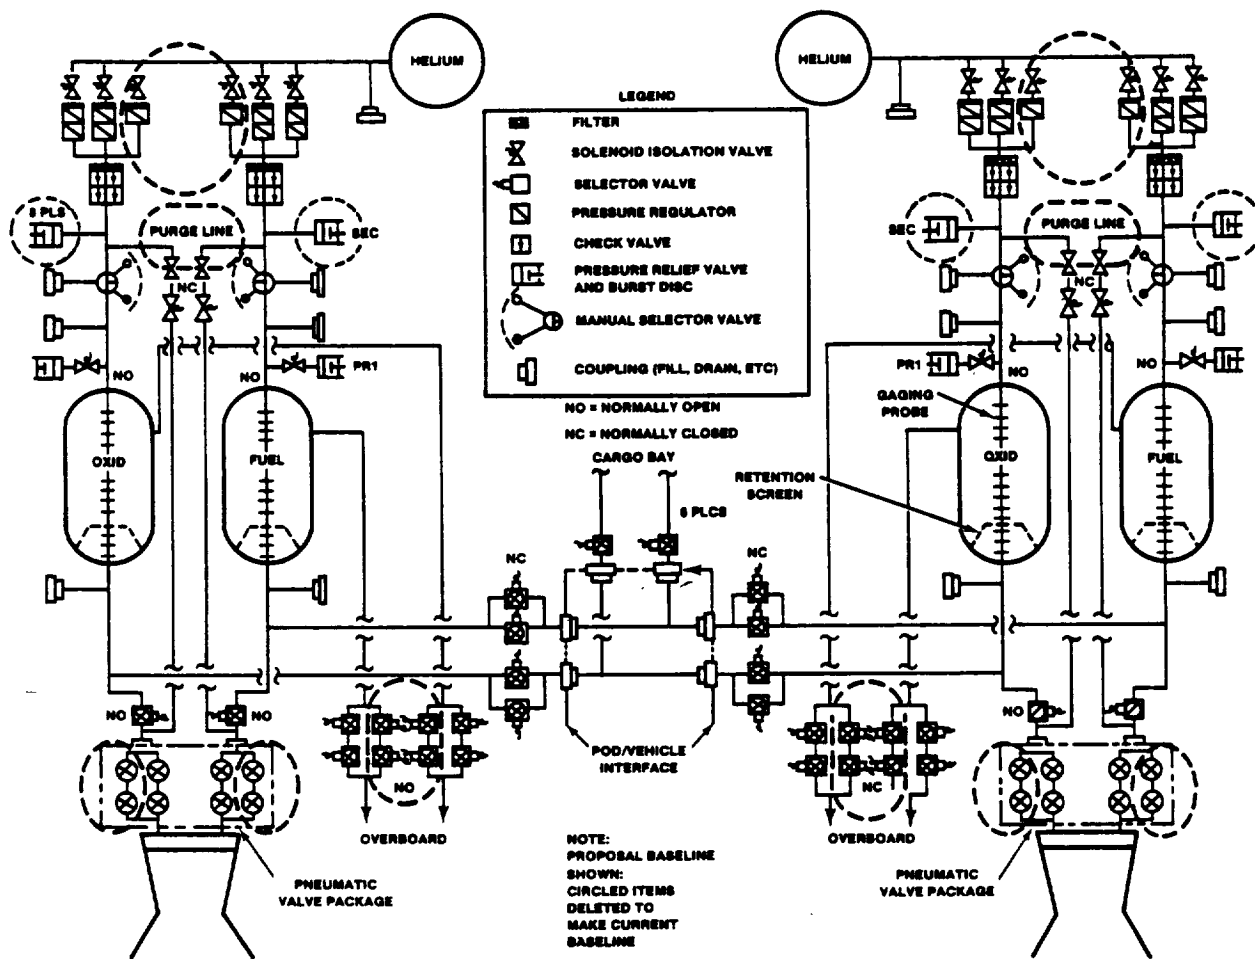 HELIUM
HELIUM
LEGEND
FILTER
SOLENOID ISOLATION VALVE
SELECTOR VALVE
PRESSURE REGULATOR
CHECK VALVE
PRESSURE RELIEF VALVE
AND BURST DISC
MANUAL SELECTOR VALVE
COUPLING (FILL, DRAIN, ETC)
NO = NORMALLY OPEN
NC = NORMALLY CLOSED
PURGE LINE
SEC
NC
PR1
NO
NO
OXID
FUEL
SEC
PURGE LINE
NC
PR1
NO
NO
GAGING
PROBE
OXID
FUEL
RETENTION
SCREEN
CARGO BAY
6 PLCS
NC
NC
NO
NO
NO
OVERBOARD
POD/VEHICLE
INTERFACE
NO
NC
OVERBOARD
PNEUMATIC
VALVE PACKAGE
PNEUMATIC
VALVE PACKAGE
NOTE:
PROPOSAL BASELINE
SHOWN:
CIRCLED ITEMS
DELETED TO
MAKE CURRENT
BASELINE